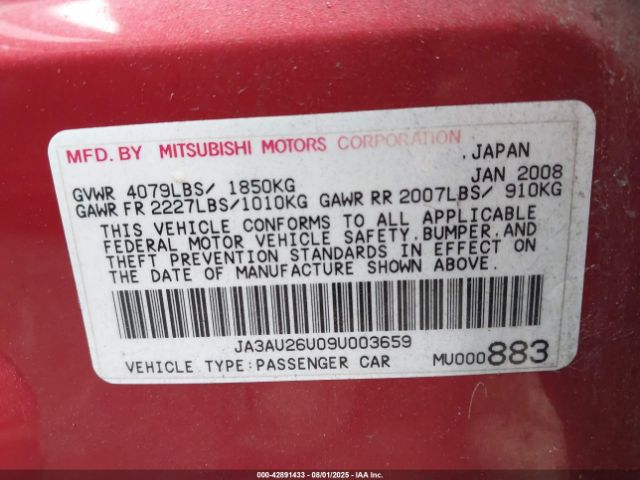 MFD. BY MITSUBISHI MOTORS CORPORATION ,JAPAN
JAN 2008
GVWR 4079LBS/ 1850KG
GAWR FR 2227LBS/1010KG GAWR RR 2007LBS/ 910KG
THIS VEHICLE CONFORMS TO ALL APPLICABLE
FEDERAL MOTOR VEHICLE SAFETY,BUMPER,AND
THEFT PREVENTION STANDARDS IN EFFECT ON
THE DATE OF MANUFACTURE SHOWN ABOVE.
JA3AU26U09U003659
VEHICLE TYPE:PASSENGER CAR MU000883
000-42891433 - 08/01/2025 - IAA Inc.